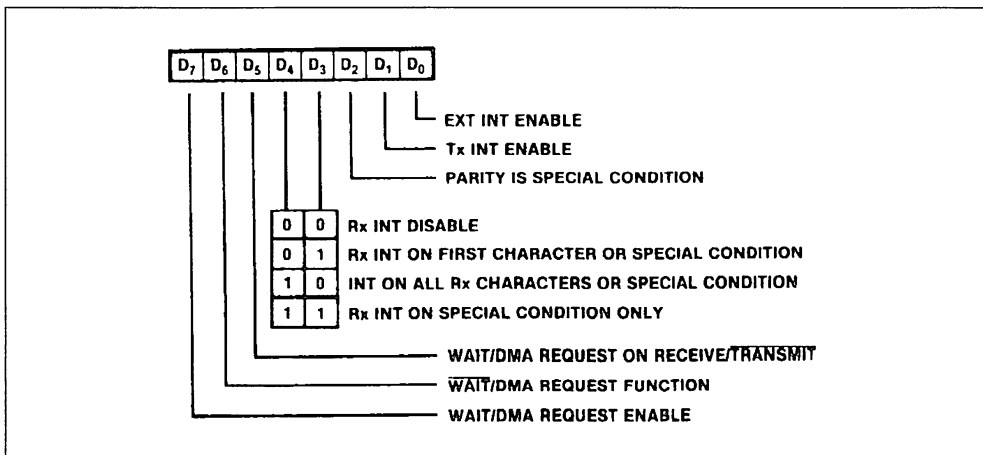 D7 D6 D5 D4 D3 D2 D1 D0
EXT INT ENABLE
Tx INT ENABLE
PARITY IS SPECIAL CONDITION
0 0 Rx INT DISABLE
0 1 Rx INT ON FIRST CHARACTER OR SPECIAL CONDITION
1 0 INT ON ALL Rx CHARACTERS OR SPECIAL CONDITION
1 1 Rx INT ON SPECIAL CONDITION ONLY
WAIT/DMA REQUEST ON RECEIVE/TRANSMIT
WAIT/DMA REQUEST FUNCTION
WAIT/DMA REQUEST ENABLE